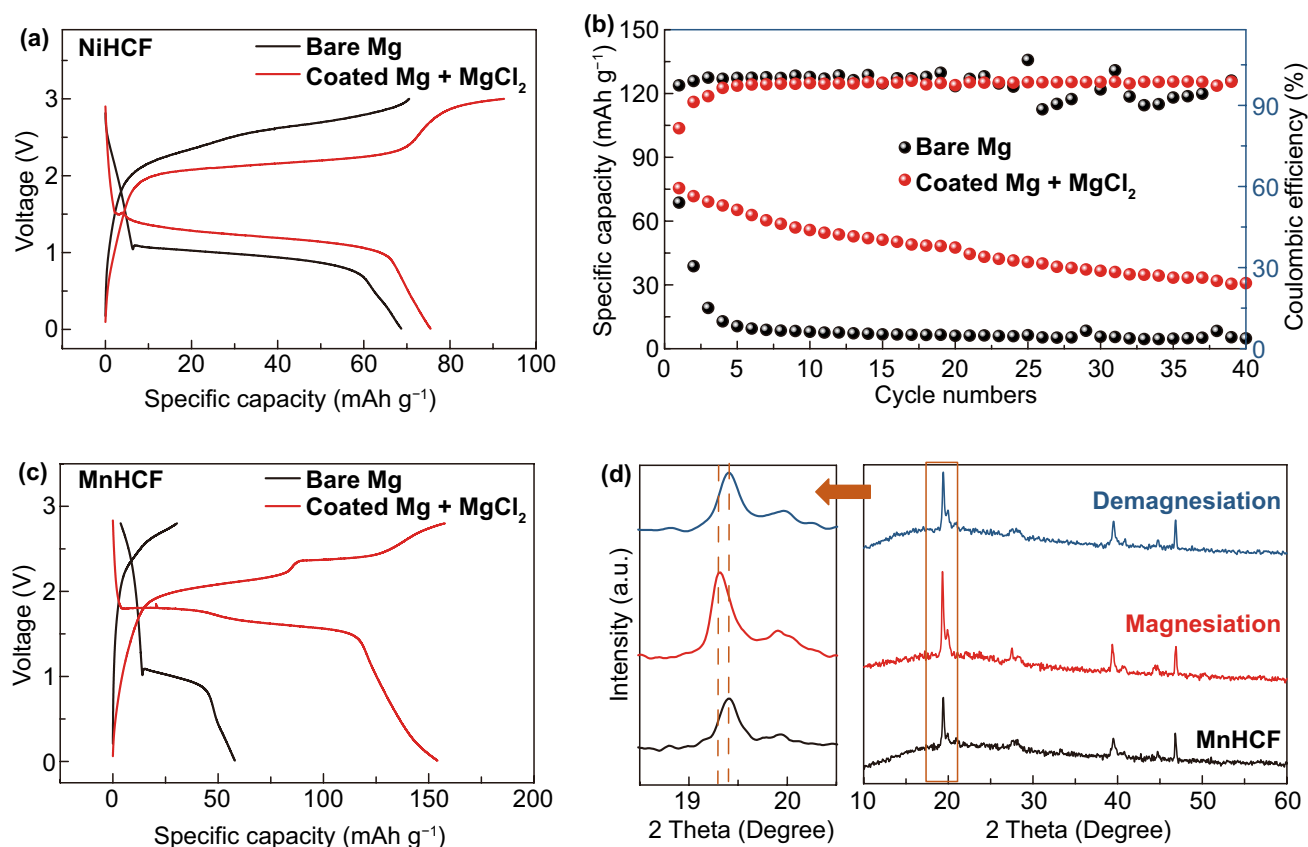 (a)
NiHCF
Bare Mg
Coated Mg + MgCl₂
3
2
1
0
Voltage (V)
0 20 40 60 80 100
Specific capacity (mAh g⁻¹)
(b)
150
120
90
60
30
0
Specific capacity (mAh g⁻¹)
Bare Mg
Coated Mg + MgCl₂
90
60
30
0
Coulombic efficiency (%)
0 5 10 15 20 25 30 35 40
Cycle numbers
(c)
MnHCF
Bare Mg
Coated Mg + MgCl₂
3
2
1
0
Voltage (V)
0 50 100 150 200
Specific capacity (mAh g⁻¹)
(d)
Intensity (a.u.)
19 20
2 Theta (Degree)
Demagnesiation
Magnesiation
MnHCF
10 20 30 40 50 60
2 Theta (Degree)